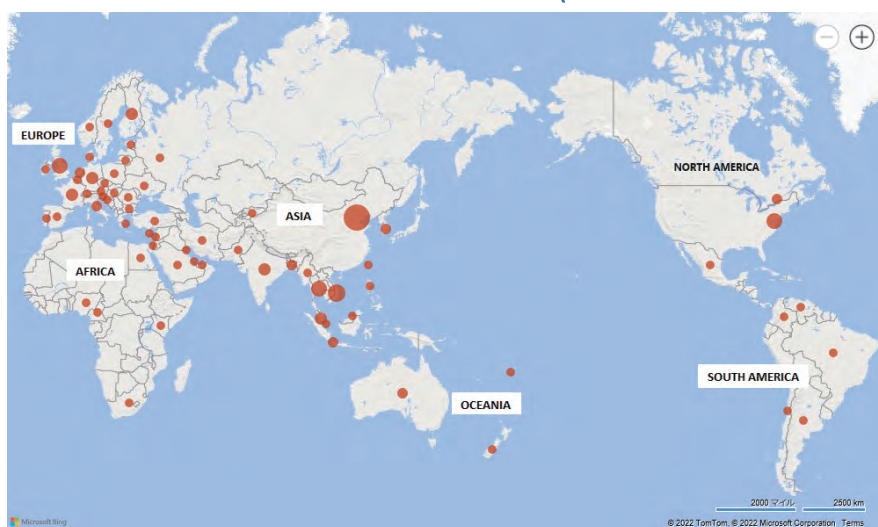 EUROPE
NORTH AMERICA
ASIA
AFRICA
SOUTH AMERICA
OCEANIA
2000 マイル 2500 km
Microsoft Bing © 2022 TomTom, © 2022 Microsoft Corporation Terms